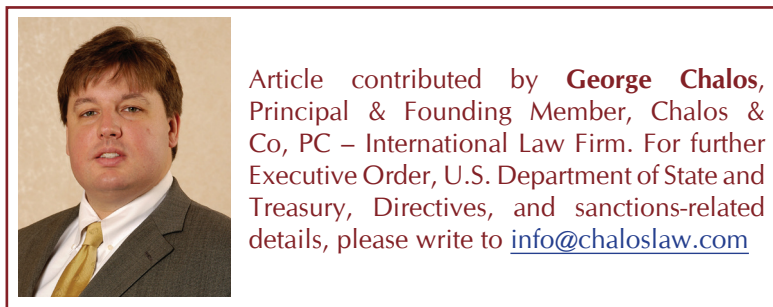 Article contributed by George Chalos,
Principal & Founding Member, Chalos &
Co, PC – International Law Firm. For further
Executive Order, U.S. Department of State and
Treasury, Directives, and sanctions-related
details, please write to info@chaloslaw.com